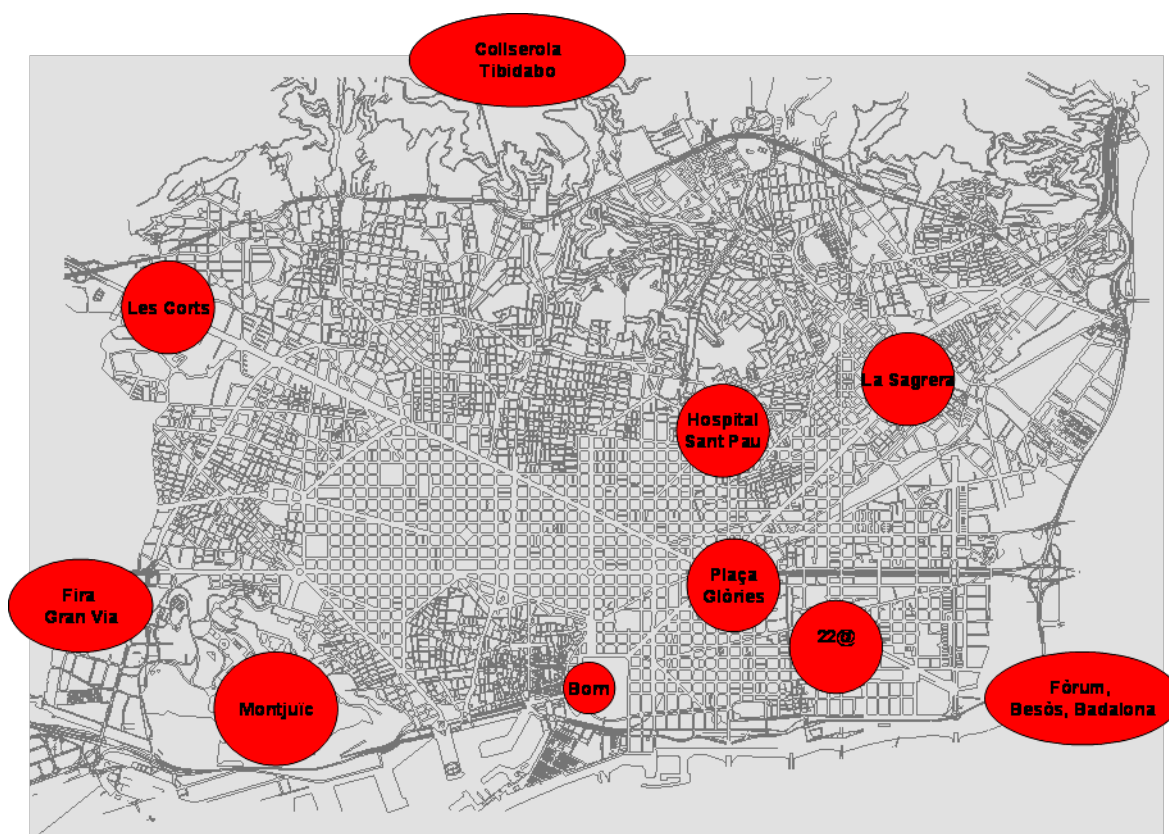 Collserola
Tibidabo
Les Corts
La Sagrera
Hospital
Sant Pau
Plaça
Glòries
Fira
Gran Via
22@
Born
Montjuïc
Fòrum,
Besòs, Badalona